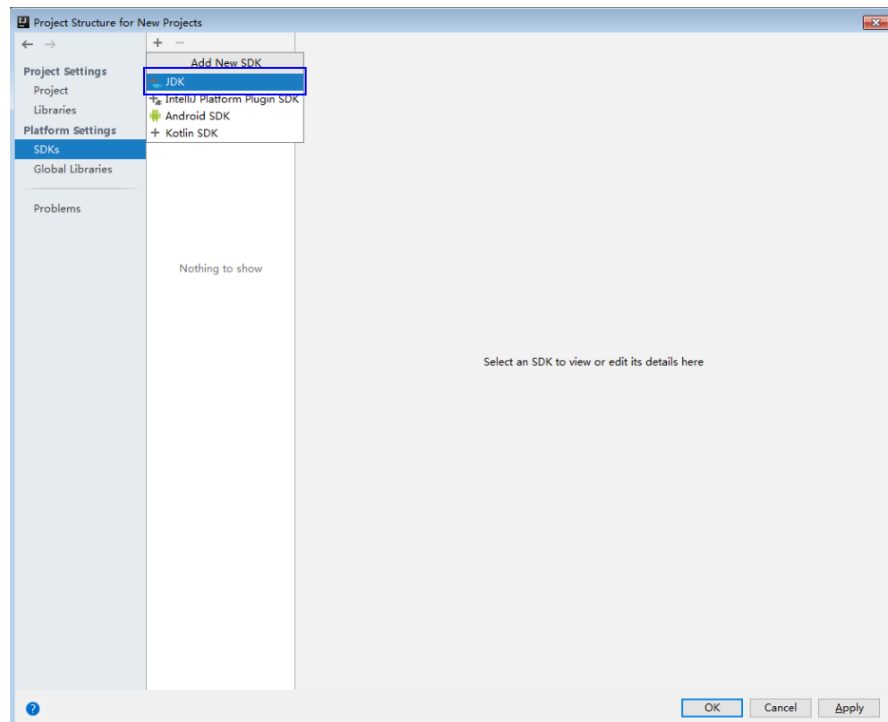 Project Structure for New Projects
Project Settings
Project
Libraries
Platform Settings
SDKs
Global Libraries
Problems
Add New SDK
JDK
IntelliJ Platform Plugin SDK
Android SDK
Kotlin SDK
Nothing to show
Select an SDK to view or edit its details here
OK
Cancel
Apply